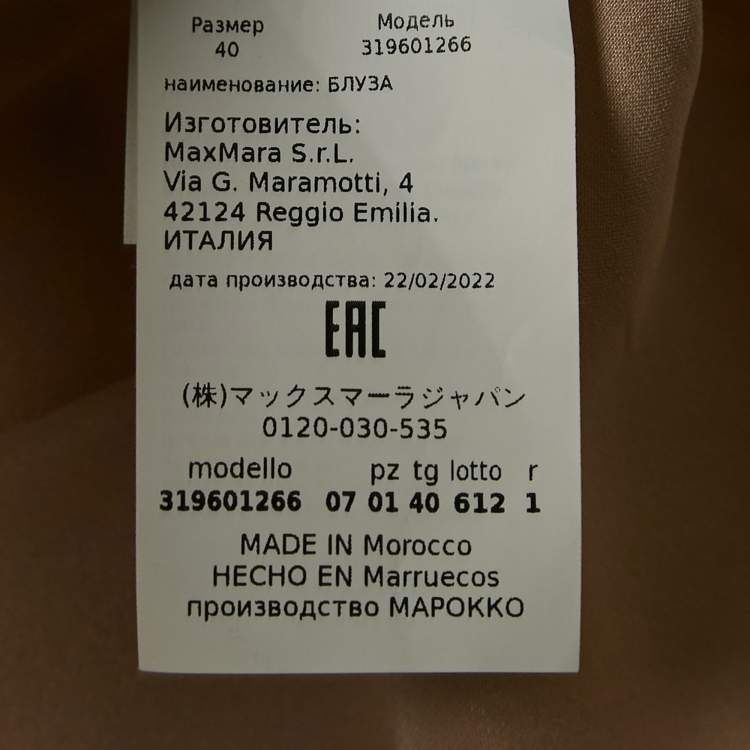 Размер Модель
40 319601266
наименование: БЛУЗА
Изготовитель:
MaxMara S.r.L.
Via G. Maramotti, 4
42124 Reggio Emilia.
ИТАЛИЯ
дата производства: 22/02/2022
EAC
(株)マックスマーラジャパン
0120-030-535
modello pz tg lotto r
319601266 07 01 40 612 1
MADE IN Morocco
HECHO EN Marruecos
производство МАРОККО